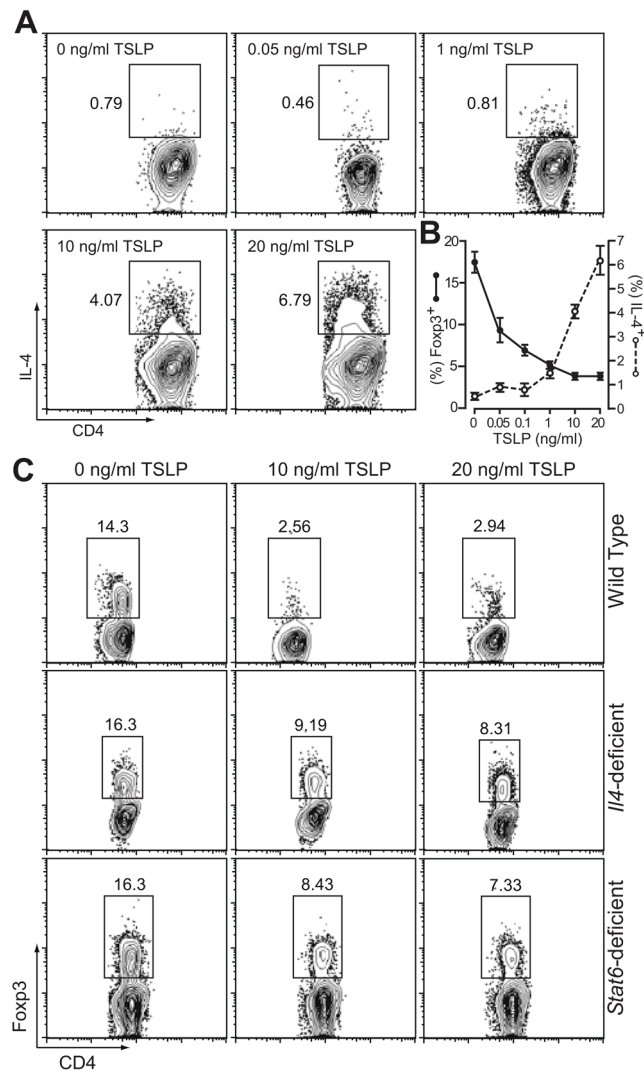 A
0 ng/ml TSLP
0.05 ng/ml TSLP
1 ng/ml TSLP
0.79
0.46
0.81
10 ng/ml TSLP
20 ng/ml TSLP
4.07
6.79
IL-4
CD4
B
(%) Foxp3+
20
15
10
5
0
7
6
5
4
3
2
1
0
(%) IL-4+
0 0.05 0.1 1 10 20
TSLP (ng/ml)
C
0 ng/ml TSLP
10 ng/ml TSLP
20 ng/ml TSLP
14.3
2.56
2.94
Wild Type
16.3
9.19
8.31
Il4-deficient
16.3
8.43
7.33
Stat6-deficient
Foxp3
CD4